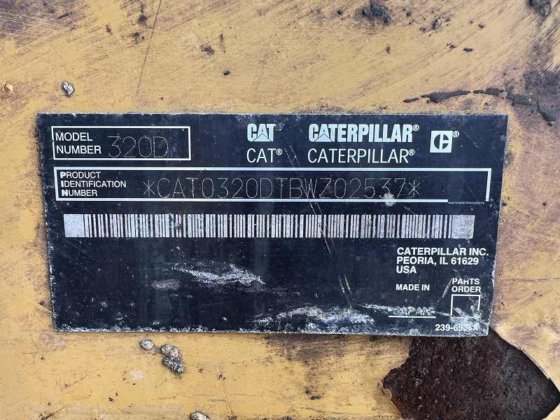 MODEL NUMBER 320D
CAT CATERPILLAR C
CAT® CATERPILLAR®
PRODUCT IDENTIFICATION NUMBER *CAT0320DTBWZ02537*
CATERPILLAR INC.
PEORIA, IL 61629
USA
MADE IN
PARTS ORDER
JAPAN